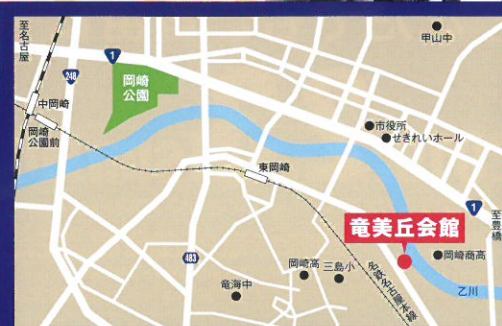 至名古屋
1
甲山中
248
岡崎
公園
中岡崎
岡崎
公園前
市役所
せきれいホール
東岡崎
1
至豊橋
竜美丘会館
483
岡崎高
三島小
岡崎商高
竜海中
名鉄名古屋本線
乙川